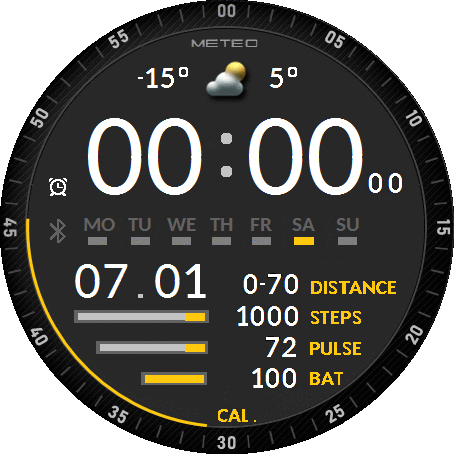 00
05
10
15
20
25
30
35
40
45
50
55
METEO
-15° 5°
00:00 00
MO TU WE TH FR SA SU
07.01
0-70 DISTANCE
1000 STEPS
72 PULSE
100 BAT
CAL.